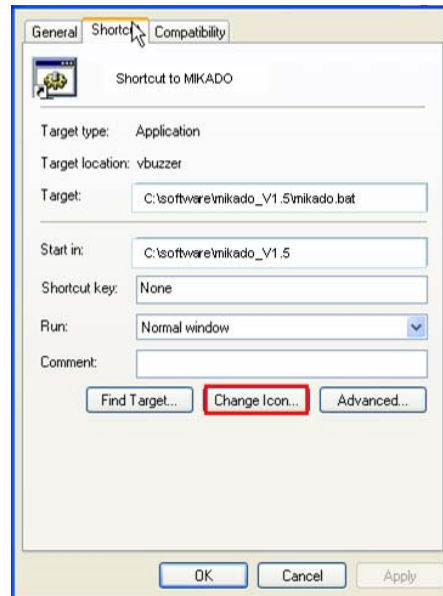 General Shortc Compatibility
Shortcut to MIKADO
Target type: Application
Target location: vbuzzer
Target: C:\software\mikado_V1.5\mikado.bat
Start in: C:\software\mikado_V1.5
Shortcut key: None
Run: Normal window
Comment:
Find Target... Change Icon... Advanced...
OK Cancel Apply